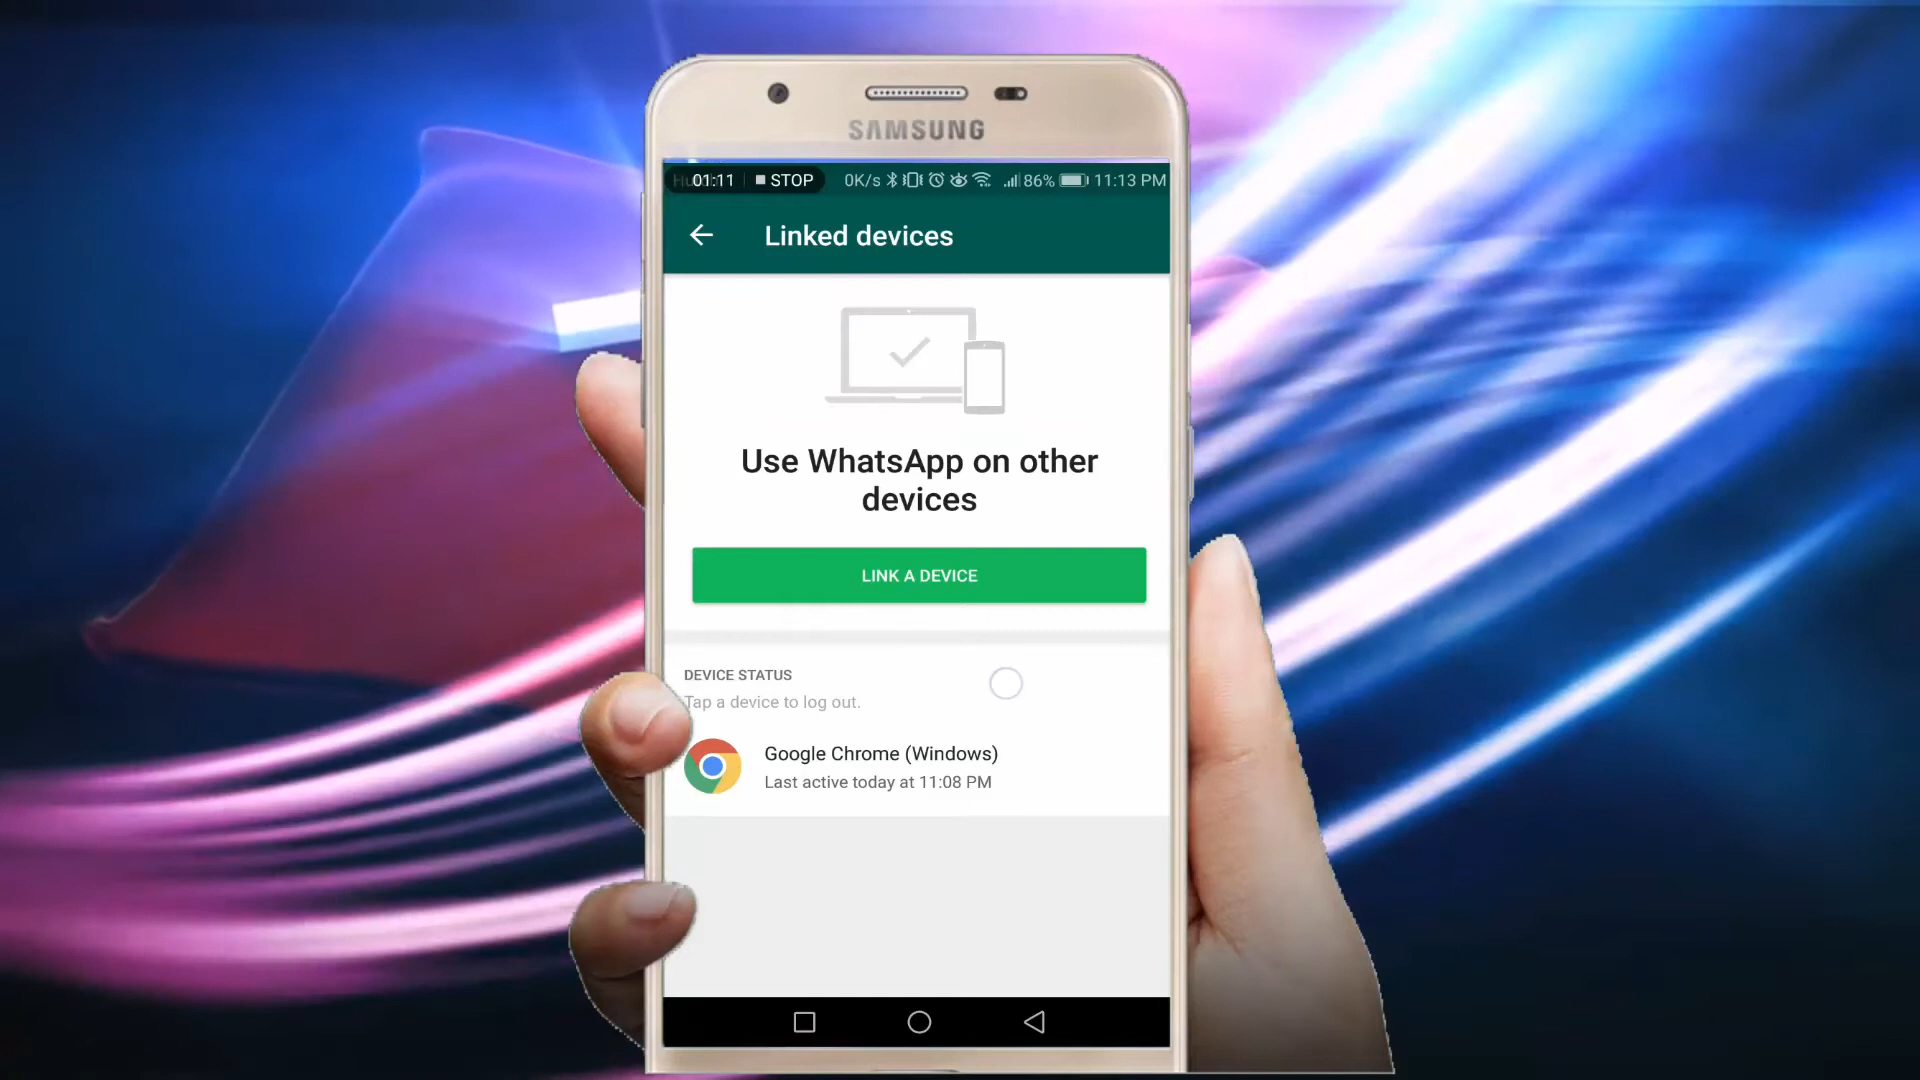 SAMSUNG
01:11 STOP 0K/s 86% 11:13 PM
Linked devices
Use WhatsApp on other
devices
LINK A DEVICE
DEVICE STATUS
Tap a device to log out.
Google Chrome (Windows)
Last active today at 11:08 PM